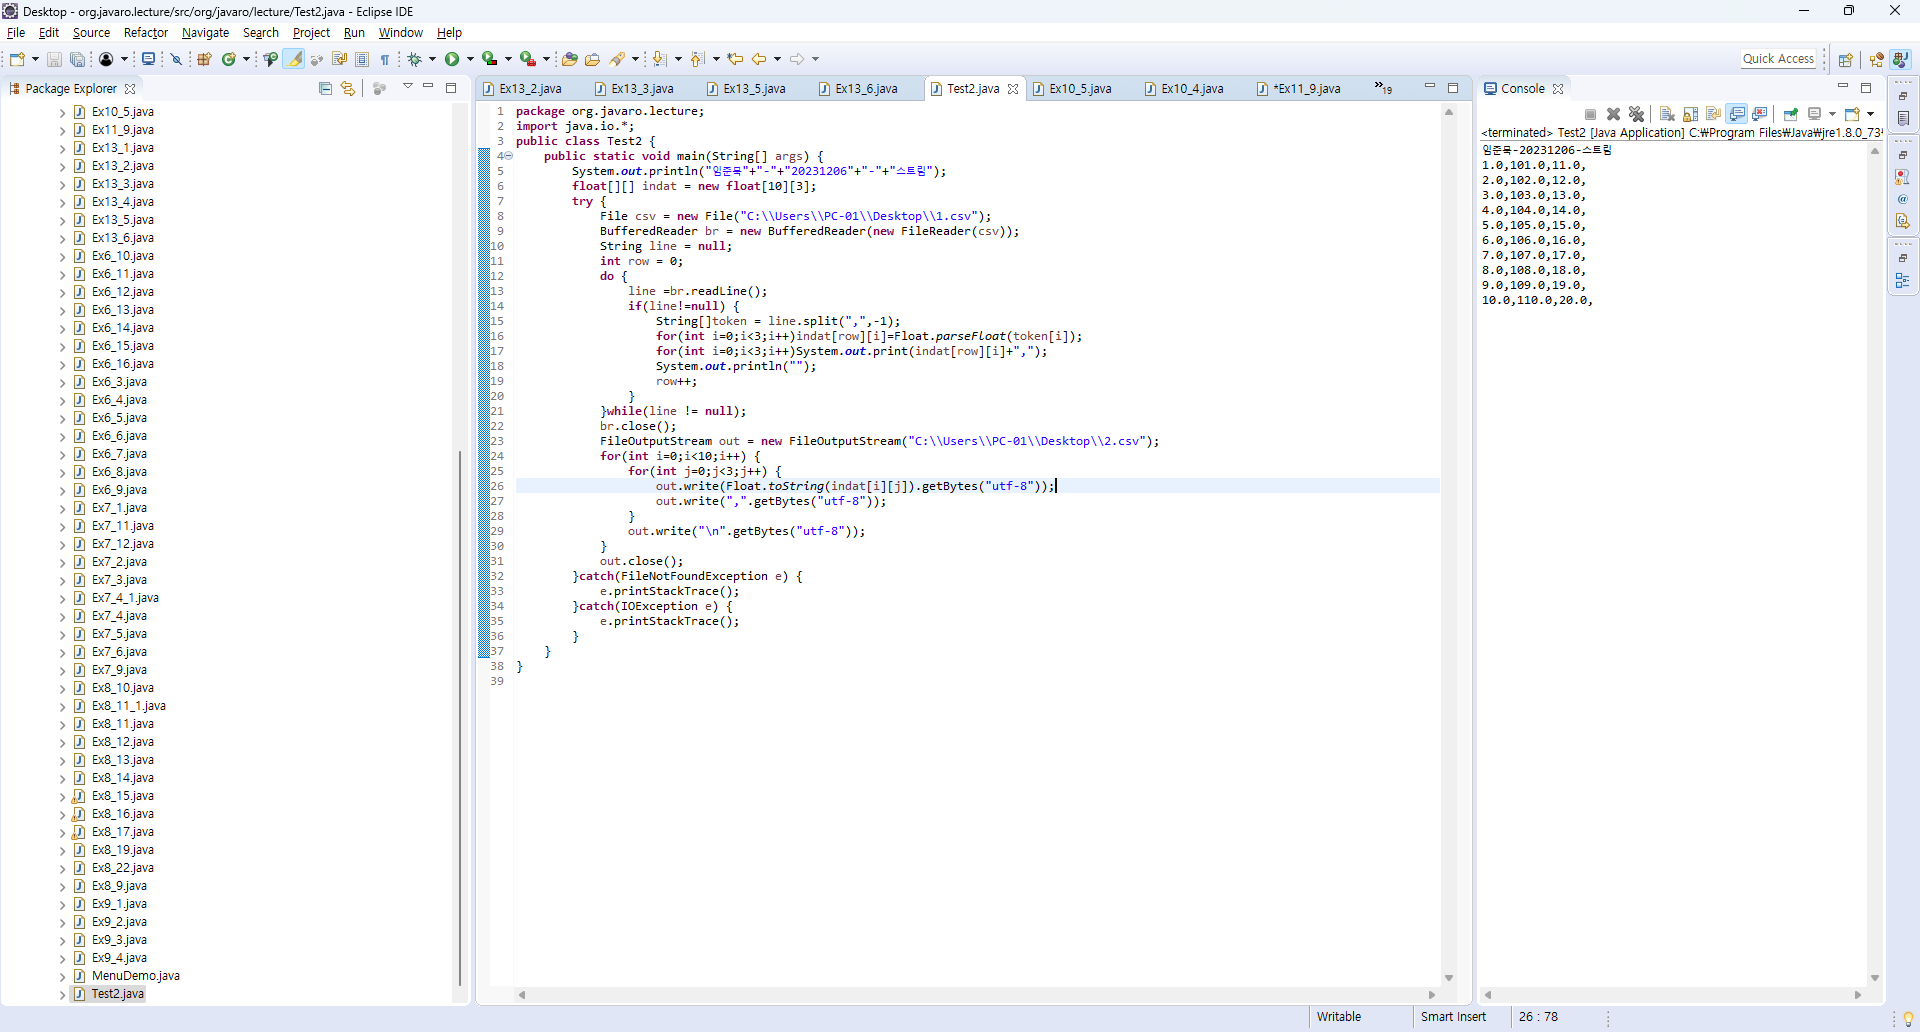 Desktop - org.javaro.lecture/src/org/javaro/lecture/Test2.java - Eclipse IDE
File Edit Source Refactor Navigate Search Project Run Window Help
Quick Access
Package Explorer
Ex10_5.java
Ex11_9.java
Ex13_1.java
Ex13_2.java
Ex13_3.java
Ex13_4.java
Ex13_5.java
Ex13_6.java
Ex6_10.java
Ex6_11.java
Ex6_12.java
Ex6_13.java
Ex6_14.java
Ex6_15.java
Ex6_16.java
Ex6_3.java
Ex6_4.java
Ex6_5.java
Ex6_6.java
Ex6_7.java
Ex6_8.java
Ex6_9.java
Ex7_1.java
Ex7_11.java
Ex7_12.java
Ex7_2.java
Ex7_3.java
Ex7_4_1.java
Ex7_4.java
Ex7_5.java
Ex7_6.java
Ex7_9.java
Ex8_10.java
Ex8_11_1.java
Ex8_11.java
Ex8_12.java
Ex8_13.java
Ex8_14.java
Ex8_15.java
Ex8_16.java
Ex8_17.java
Ex8_19.java
Ex8_22.java
Ex8_9.java
Ex9_1.java
Ex9_2.java
Ex9_3.java
Ex9_4.java
MenuDemo.java
Test2.java
Ex13_2.java Ex13_3.java Ex13_5.java Ex13_6.java Test2.java Ex10_5.java Ex10_4.java *Ex11_9.java »19
1 package org.javaro.lecture;
2 import java.io.*;
3 public class Test2 {
4 public static void main(String[] args) {
5 System.out.println("임준목"+"-"+"20231206"+"-"+"스트림");
6 float[][] indat = new float[10][3];
7 try {
8 File csv = new File("C:\\Users\\PC-01\\Desktop\\1.csv");
9 BufferedReader br = new BufferedReader(new FileReader(csv));
10 String line = null;
11 int row = 0;
12 do {
13 line =br.readLine();
14 if(line!=null) {
15 String[]token = line.split(",",-1);
16 for(int i=0;i<3;i++)indat[row][i]=Float.parseFloat(token[i]);
17 for(int i=0;i<3;i++)System.out.print(indat[row][i]+",");
18 System.out.println("");
19 row++;
20 }
21 }while(line != null);
22 br.close();
23 FileOutputStream out = new FileOutputStream("C:\\Users\\PC-01\\Desktop\\2.csv");
24 for(int i=0;i<10;i++) {
25 for(int j=0;j<3;j++) {
26 out.write(Float.toString(indat[i][j]).getBytes("utf-8"));
27 out.write(",".getBytes("utf-8"));
28 }
29 out.write("\n".getBytes("utf-8"));
30 }
31 out.close();
32 }catch(FileNotFoundException e) {
33 e.printStackTrace();
34 }catch(IOException e) {
35 e.printStackTrace();
36 }
37 }
38 }
39
Console
<terminated> Test2 [Java Application] C:₩Program Files₩Java₩jre1.8.0_73₩
임준목-20231206-스트림
1.0,101.0,11.0,
2.0,102.0,12.0,
3.0,103.0,13.0,
4.0,104.0,14.0,
5.0,105.0,15.0,
6.0,106.0,16.0,
7.0,107.0,17.0,
8.0,108.0,18.0,
9.0,109.0,19.0,
10.0,110.0,20.0,
Writable Smart Insert 26 : 78